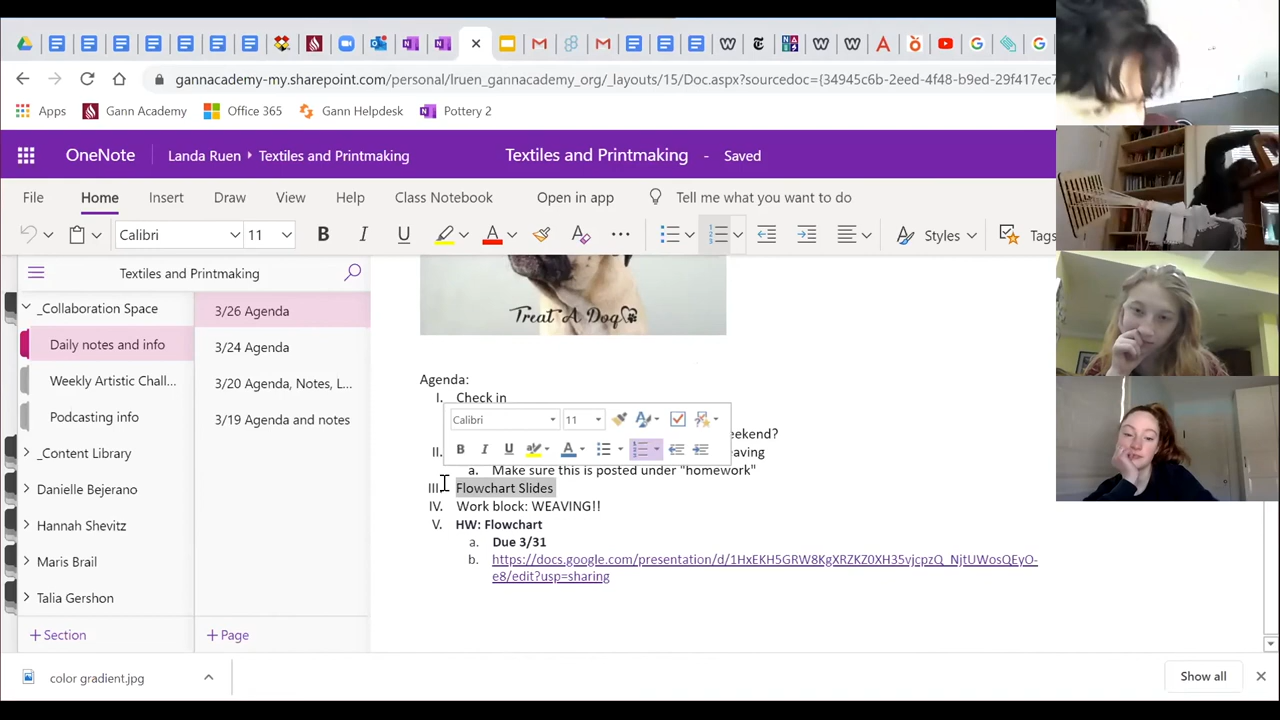 gannacademy-my.sharepoint.com/personal/lruen_gannacademy_org/_layouts/15/Doc.aspx?sourcedoc={34945c6b-2eed-4f48-b9ed-29f417ec7
Apps Gann Academy Office 365 Gann Helpdesk Pottery 2
OneNote Landa Ruen Textiles and Printmaking Textiles and Printmaking - Saved
File Home Insert Draw View Help Class Notebook Open in app Tell me what you want to do
Calibri 11 B I U A Styles Tags
Textiles and Printmaking
_Collaboration Space
Daily notes and info
Weekly Artistic Chall...
Podcasting info
_Content Library
Danielle Bejerano
Hannah Shevitz
Maris Brail
Talia Gershon
+ Section
3/26 Agenda
3/24 Agenda
3/20 Agenda, Notes, L...
3/19 Agenda and notes
+ Page
Treat A Dog
Agenda:
I. Check in
Calibri 11
B I U
eekend?
II. eaving
a. Make sure this is posted under "homework"
III. Flowchart Slides
IV. Work block: WEAVING!!
V. HW: Flowchart
a. Due 3/31
b. https://docs.google.com/presentation/d/1HxEKH5GRW8KgXRZKZ0XH35vjcpzQ_NjtUWosQEyO-
e8/edit?usp=sharing
color gradient.jpg
Show all